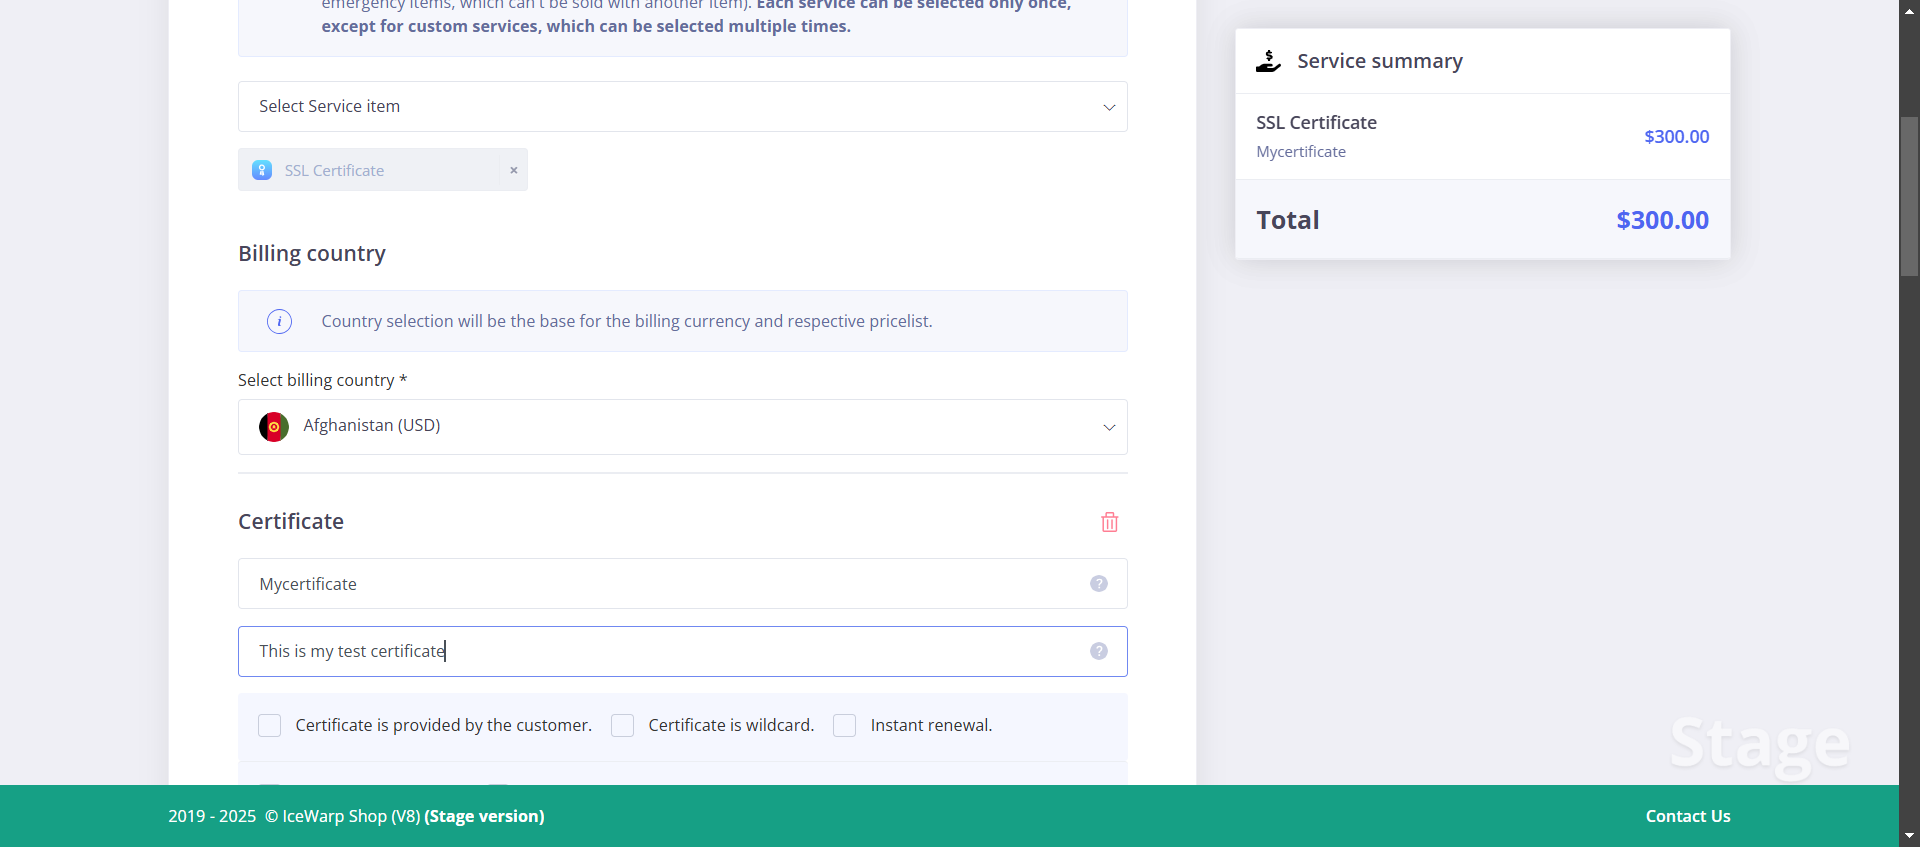 emergency items, which can't be sold with another item). Each service can be selected only once,
except for custom services, which can be selected multiple times.
Select Service item
SSL Certificate
×
Billing country
i
Country selection will be the base for the billing currency and respective pricelist.
Select billing country *
Afghanistan (USD)
Certificate
Mycertificate
?
This is my test certificate
?
Certificate is provided by the customer.
Certificate is wildcard.
Instant renewal.
Service summary
SSL Certificate
$300.00
Mycertificate
Total
$300.00
Stage
2019 - 2025 © IceWarp Shop (V8) (Stage version)
Contact Us